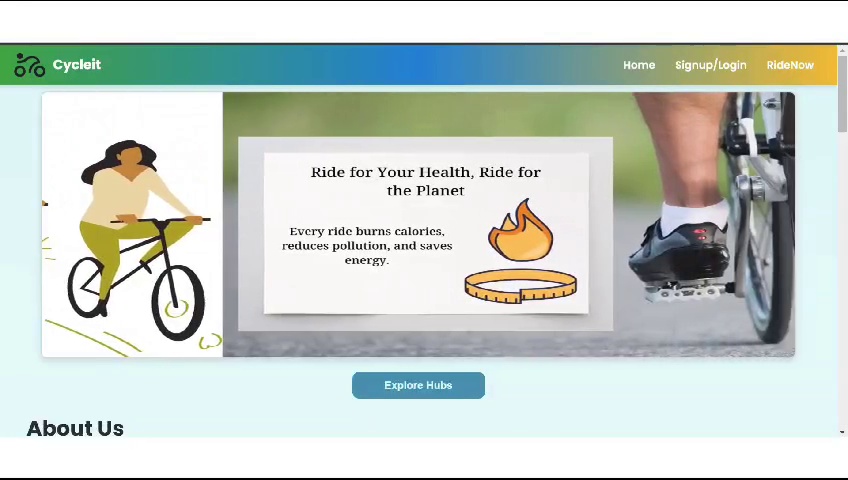 Cycleit
Home Signup/Login RideNow
Ride for Your Health, Ride for
the Planet
Every ride burns calories,
reduces pollution, and saves
energy.
Explore Hubs
About Us